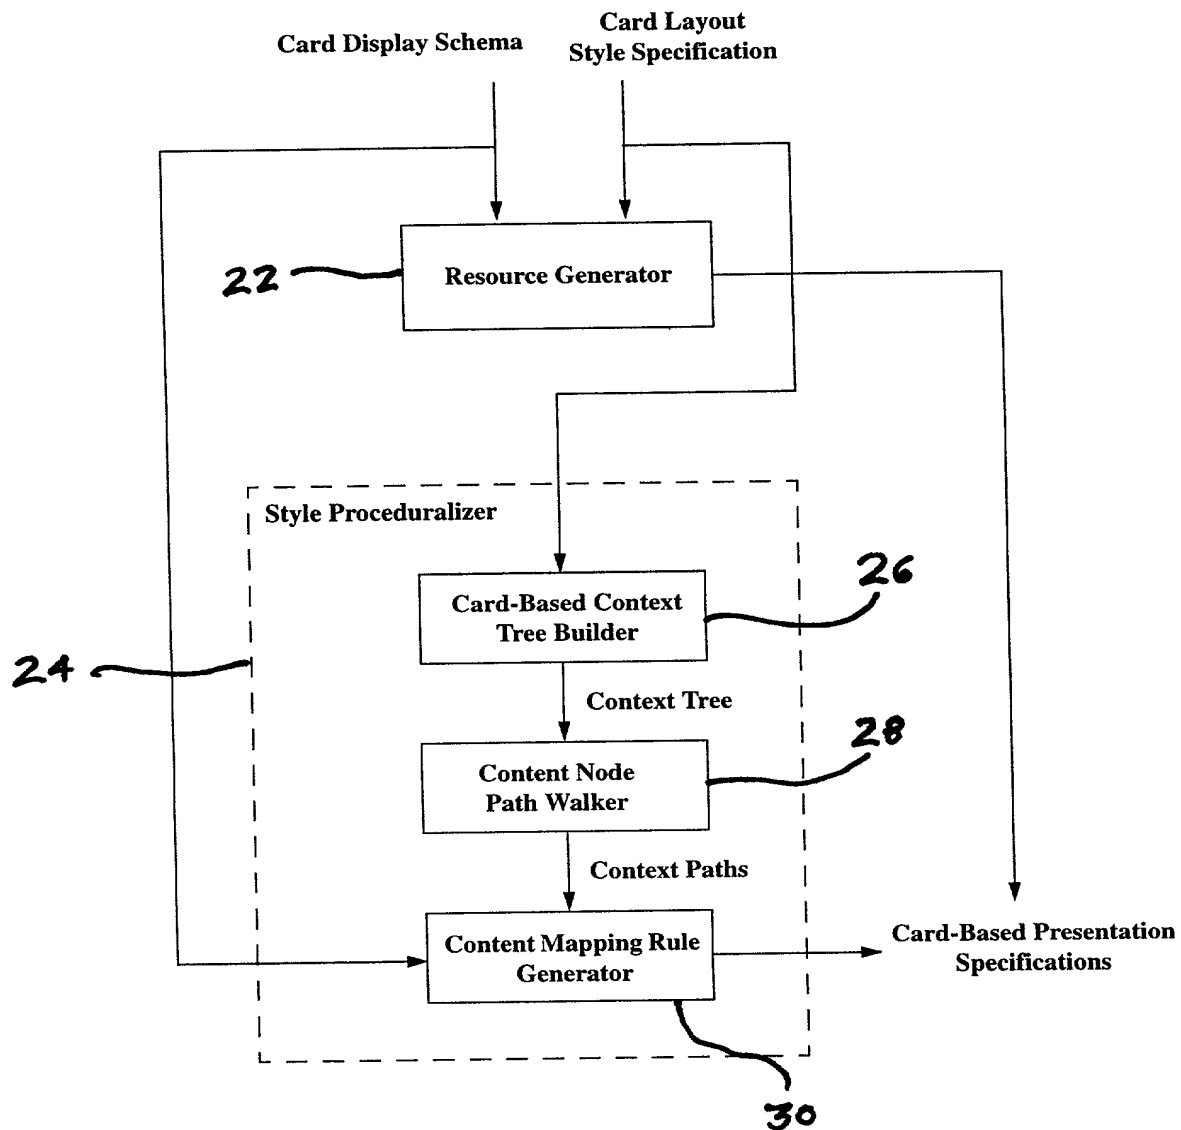 Card Display Schema
Card Layout
Style Specification
22
Resource Generator
Style Proceduralizer
Card-Based Context
Tree Builder
26
24
Context Tree
28
Content Node
Path Walker
Context Paths
Content Mapping Rule
Generator
Card-Based Presentation
Specifications
30